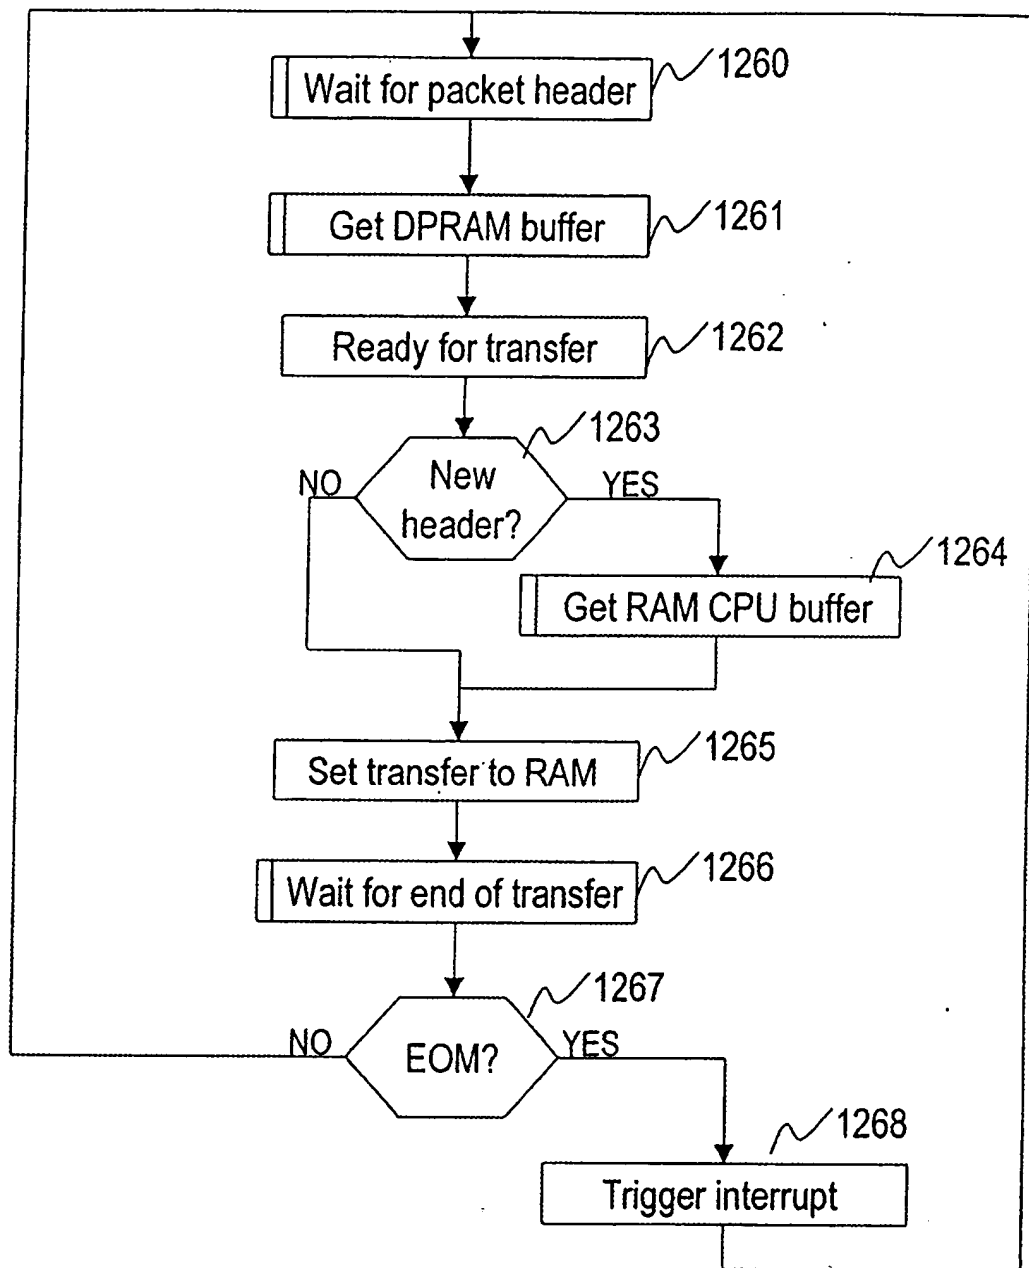 1260
Wait for packet header
1261
Get DPRAM buffer
1262
Ready for transfer
1263
NO
New
header?
YES
1264
Get RAM CPU buffer
1265
Set transfer to RAM
1266
Wait for end of transfer
1267
NO
EOM?
YES
1268
Trigger interrupt